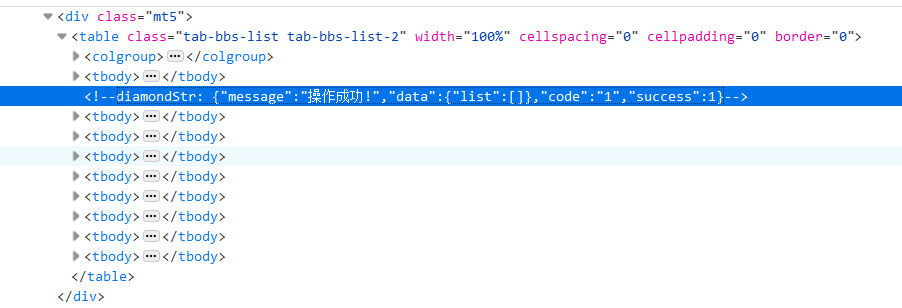 <div class="mt5">
<table class="tab-bbs-list tab-bbs-list-2" width="100%" cellspacing="0" cellpadding="0" border="0">
<colgroup>•••</colgroup>
<tbody>•••</tbody>
<!--diamondStr: {"message":"操作成功!","data":{"list":[]},"code":"1","success":1}-->
<tbody>•••</tbody>
<tbody>•••</tbody>
<tbody>•••</tbody>
<tbody>•••</tbody>
<tbody>•••</tbody>
<tbody>•••</tbody>
<tbody>•••</tbody>
<tbody>•••</tbody>
</table>
</div>